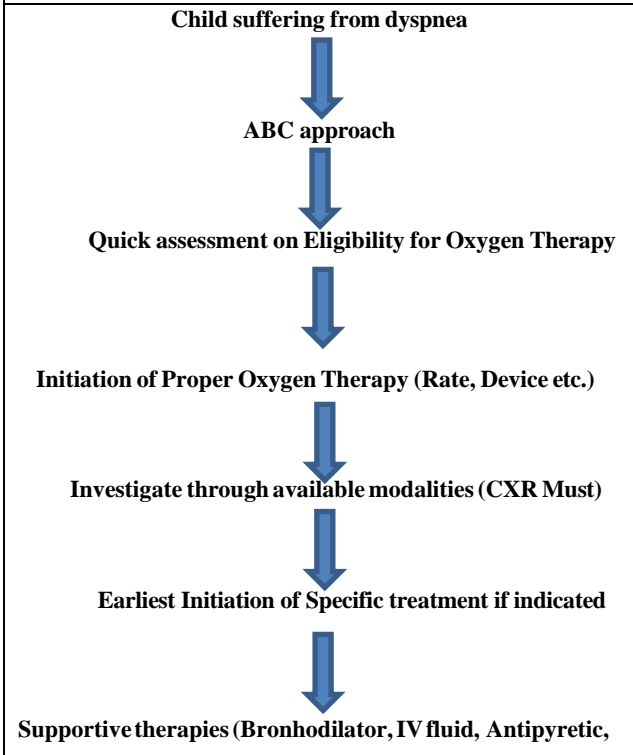 Child suffering from dyspnea
ABC approach
Quick assessment on Eligibility for Oxygen Therapy
Initiation of Proper Oxygen Therapy (Rate, Device etc.)
Investigate through available modalities (CXR Must)
Earliest Initiation of Specific treatment if indicated
Supportive therapies (Bronhodilator, IV fluid, Antipyretic,